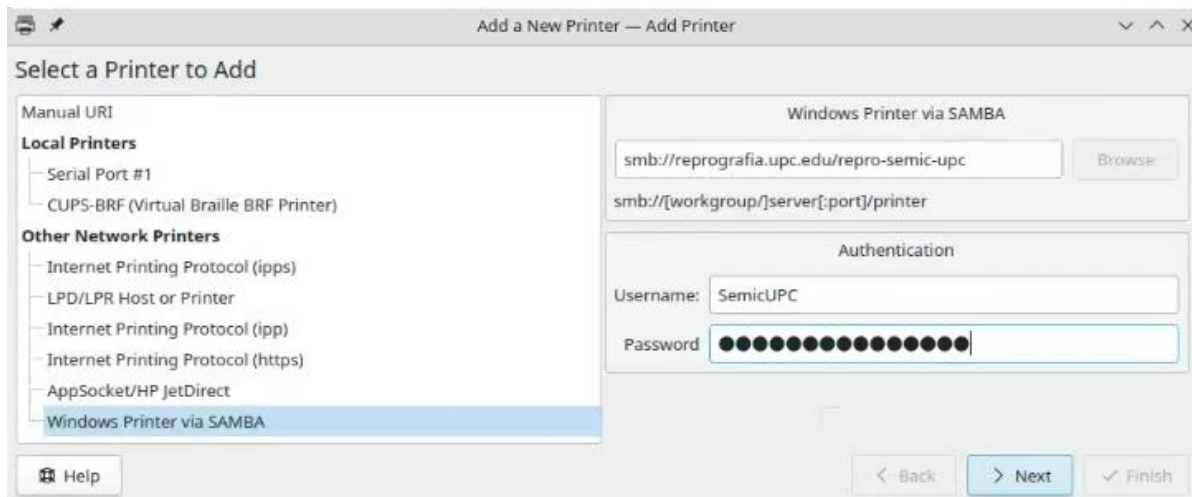 Add a New Printer — Add Printer
Select a Printer to Add
Manual URI
Local Printers
Serial Port #1
CUPS-BRF (Virtual Braille BRF Printer)
Other Network Printers
Internet Printing Protocol (ipps)
LPD/LPR Host or Printer
Internet Printing Protocol (ipp)
Internet Printing Protocol (https)
AppSocket/HP JetDirect
Windows Printer via SAMBA
Windows Printer via SAMBA
smb://reprografia.upc.edu/repro-semic-upc
Browse
smb://[workgroup/]server[:port]/printer
Authentication
Username: SemicUPC
Password ●●●●●●●●●●●●●●●
Help
Back
Next
Finish